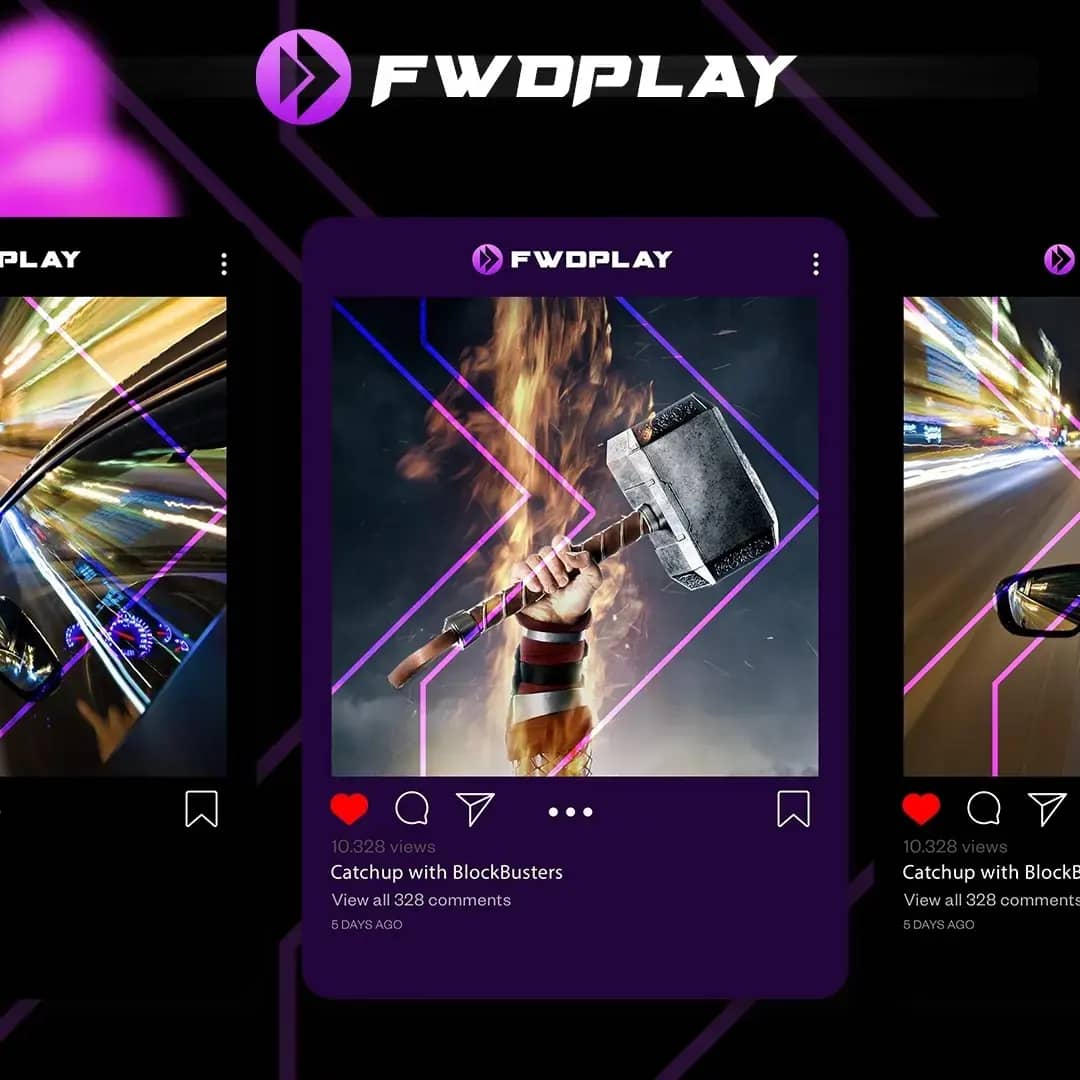 FWDPLAY
PLAY
FWDPLAY
10.328 views
Catchup with BlockBusters
View all 328 comments
5 DAYS AGO
10.328 views
Catchup with BlockB
View all 328 comments
5 DAYS AGO